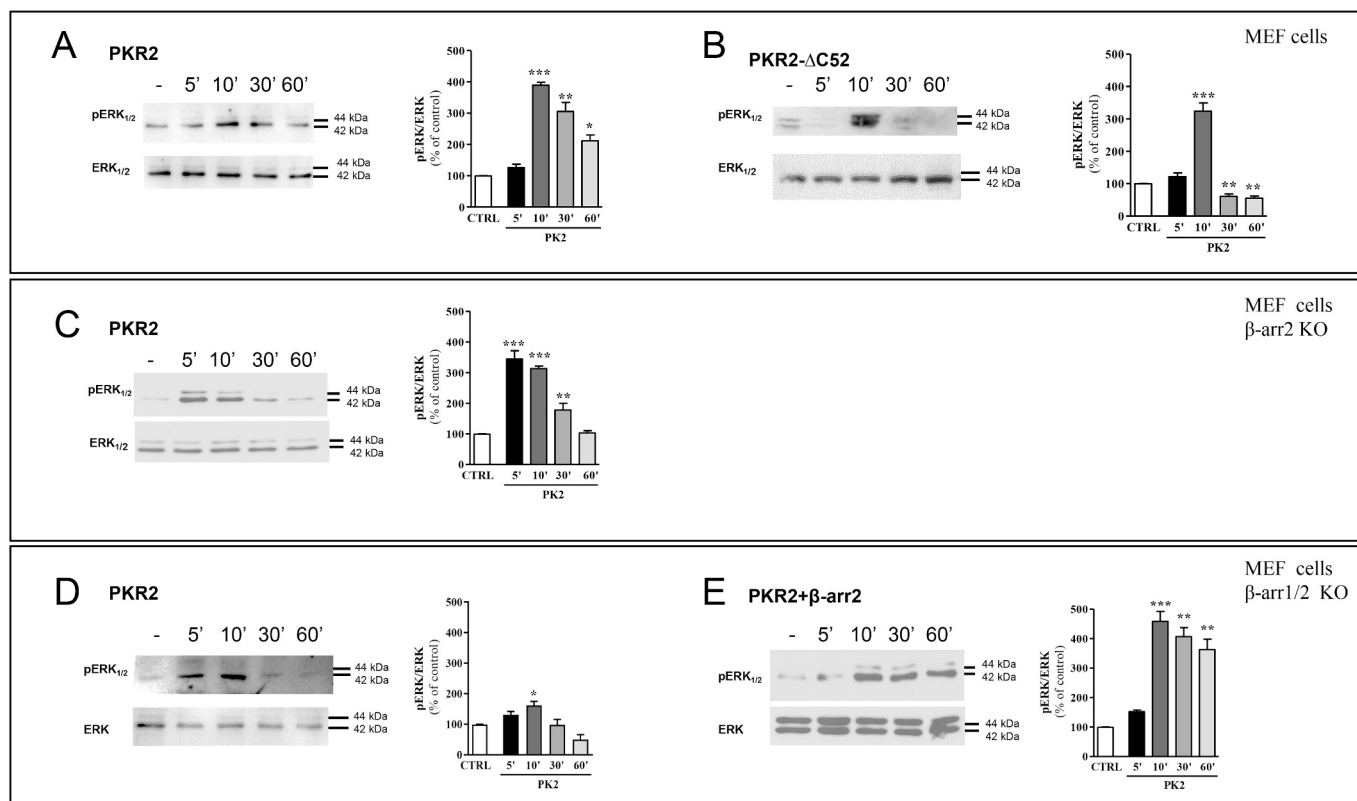 A
PKR2
- 5’ 10’ 30’ 60’
pERK1/2
44 kDa
42 kDa
ERK1/2
44 kDa
42 kDa
pERK/ERK
(% of control)
500
400
300
200
100
0
***
**
*
CTRL 5' 10' 30' 60'
PK2
B
PKR2-ΔC52
MEF cells
- 5’ 10’ 30’ 60’
pERK1/2
44 kDa
42 kDa
ERK1/2
44 kDa
42 kDa
pERK/ERK
(% of control)
500
400
300
200
100
0
***
** **
CTRL 5' 10' 30' 60'
PK2
C
PKR2
MEF cells
β-arr2 KO
- 5’ 10’ 30’ 60’
pERK1/2
44 kDa
42 kDa
ERK1/2
44 kDa
42 kDa
pERK/ERK
(% of control)
500
400
300
200
100
0
*** ***
**
CTRL 5' 10' 30' 60'
PK2
D
PKR2
- 5’ 10’ 30’ 60’
pERK1/2
44 kDa
42 kDa
ERK
44 kDa
42 kDa
pERK/ERK
(% of control)
500
400
300
200
100
0
*
CTRL 5' 10' 30' 60'
PK2
E
PKR2+β-arr2
MEF cells
β-arr1/2 KO
- 5’ 10’ 30’ 60’
pERK1/2
44 kDa
42 kDa
ERK
44 kDa
42 kDa
pERK/ERK
(% of control)
500
400
300
200
100
0
***
** **
CTRL 5' 10' 30' 60'
PK2